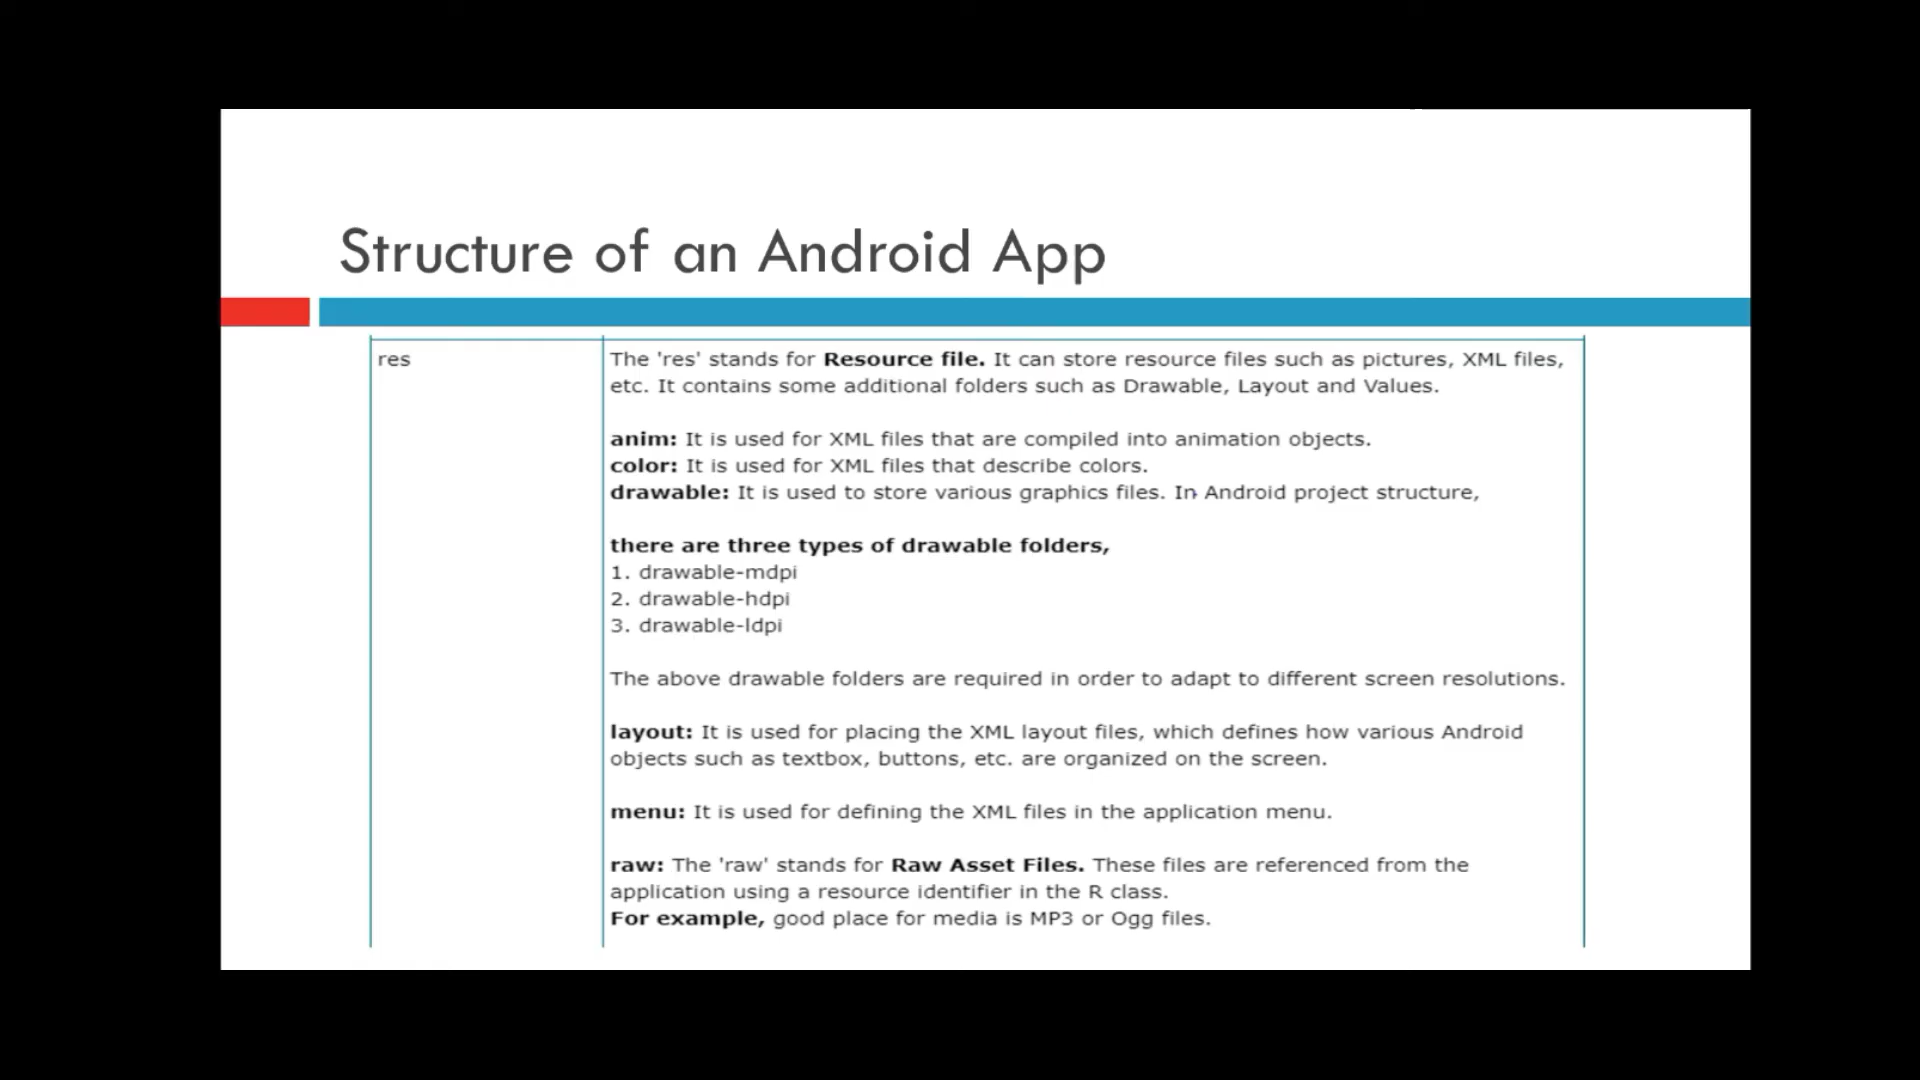 Structure of an Android App
res
The 'res' stands for Resource file. It can store resource files such as pictures, XML files,
etc. It contains some additional folders such as Drawable, Layout and Values.
anim: It is used for XML files that are compiled into animation objects.
color: It is used for XML files that describe colors.
drawable: It is used to store various graphics files. In Android project structure,
there are three types of drawable folders,
1. drawable-mdpi
2. drawable-hdpi
3. drawable-ldpi
The above drawable folders are required in order to adapt to different screen resolutions.
layout: It is used for placing the XML layout files, which defines how various Android
objects such as textbox, buttons, etc. are organized on the screen.
menu: It is used for defining the XML files in the application menu.
raw: The 'raw' stands for Raw Asset Files. These files are referenced from the
application using a resource identifier in the R class.
For example, good place for media is MP3 or Ogg files.